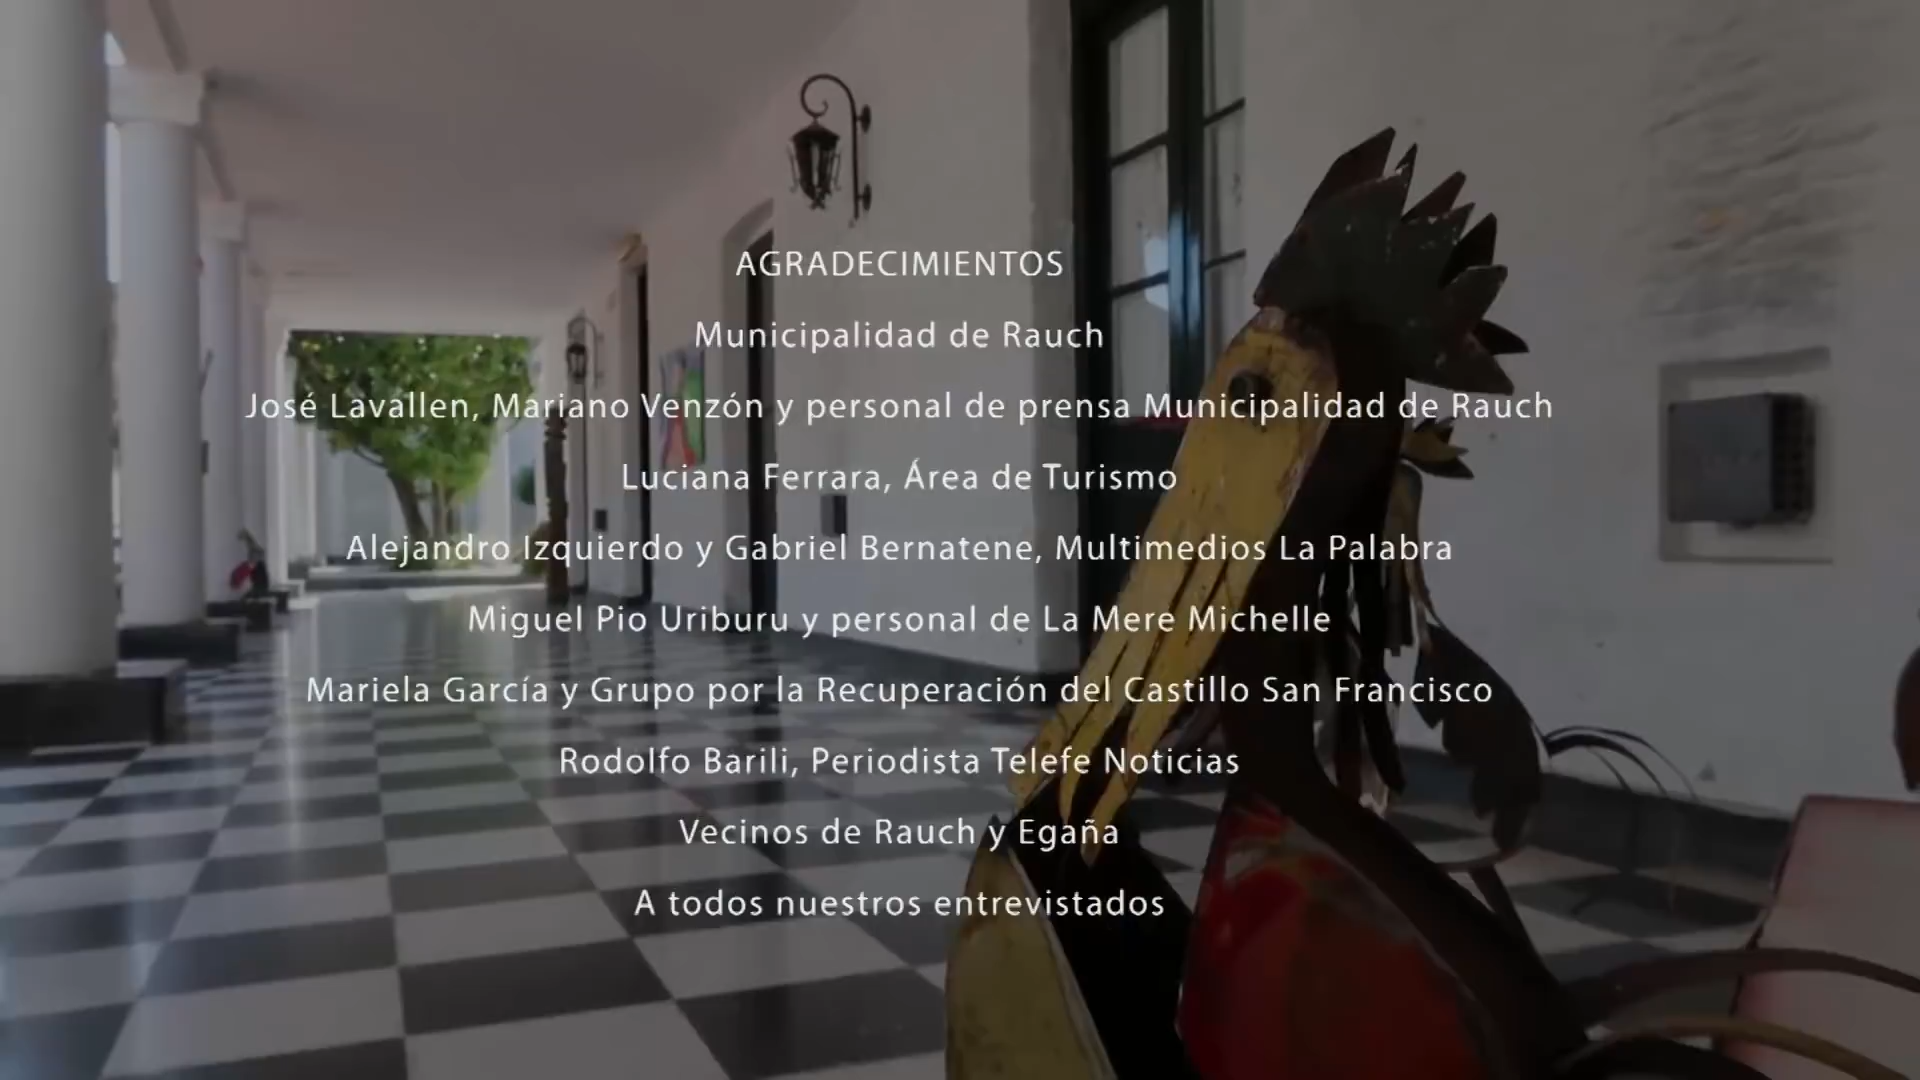 AGRADECIMIENTOS
Municipalidad de Rauch
José Lavallen, Mariano Venzón y personal de prensa Municipalidad de Rauch
Luciana Ferrara, Área de Turismo
Alejandro Izquierdo y Gabriel Bernatene, Multimedios La Palabra
Miguel Pio Uriburu y personal de La Mere Michelle
Mariela García y Grupo por la Recuperación del Castillo San Francisco
Rodolfo Barili, Periodista Telefe Noticias
Vecinos de Rauch y Egaña
A todos nuestros entrevistados